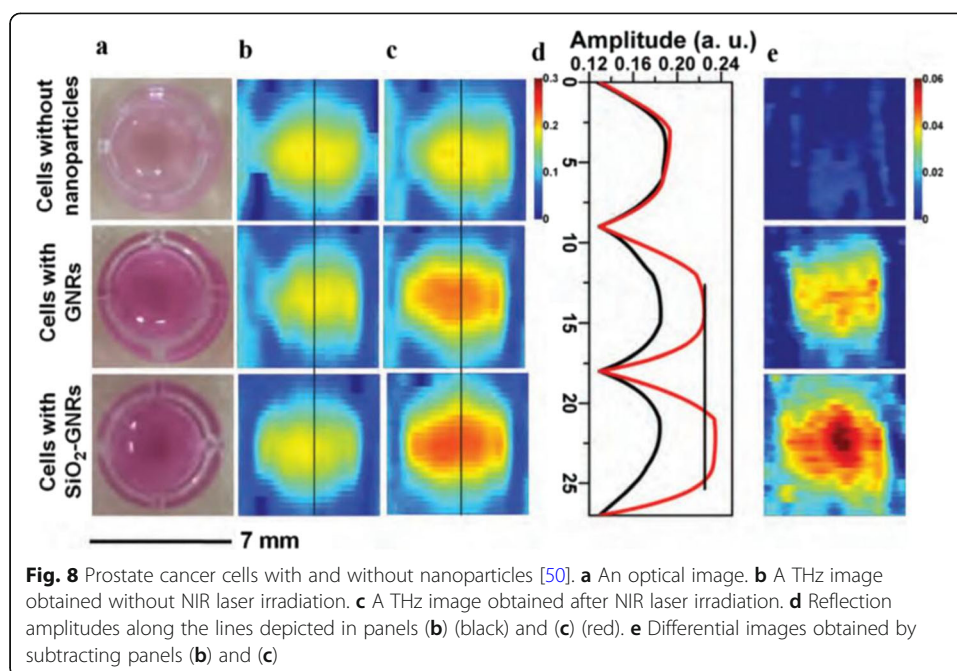 a b c d Amplitude (a. u.) e
0.12 0.16 0.20 0.24
Cells without
nanoparticles
0.3
0.2
0.1
0
0
5
10
15
20
25
0.06
0.04
0.02
0
Cells with
GNRs
Cells with
SiO₂-GNRs
7 mm
Fig. 8 Prostate cancer cells with and without nanoparticles [50]. a An optical image. b A THz image
obtained without NIR laser irradiation. c A THz image obtained after NIR laser irradiation. d Reflection
amplitudes along the lines depicted in panels (b) (black) and (c) (red). e Differential images obtained by
subtracting panels (b) and (c)